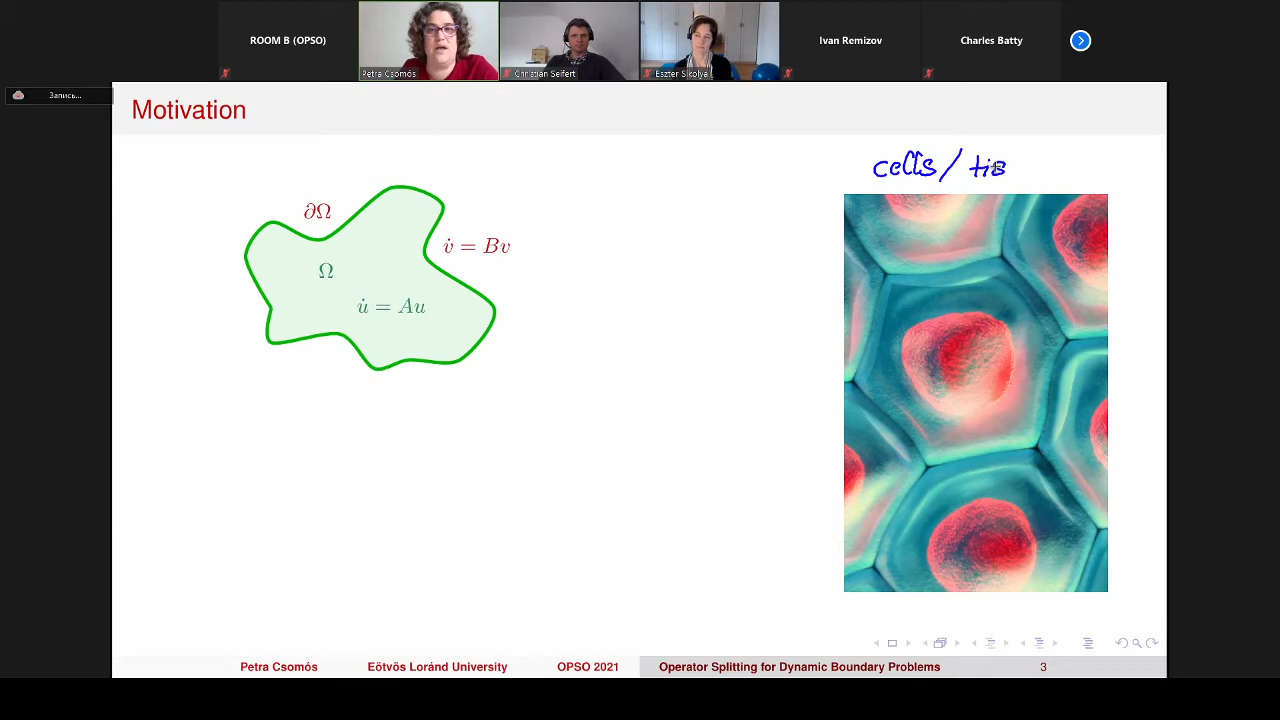 ROOM B (OPSO)
Petra Csomós
Christian Seifert
Eszter Sikolya
Ivan Remizov
Charles Batty
Запись...
Motivation
cells / tis
∂Ω
v̇ = Bv
Ω
u̇ = Au
Petra Csomós Eötvös Loránd University OPSO 2021 Operator Splitting for Dynamic Boundary Problems 3